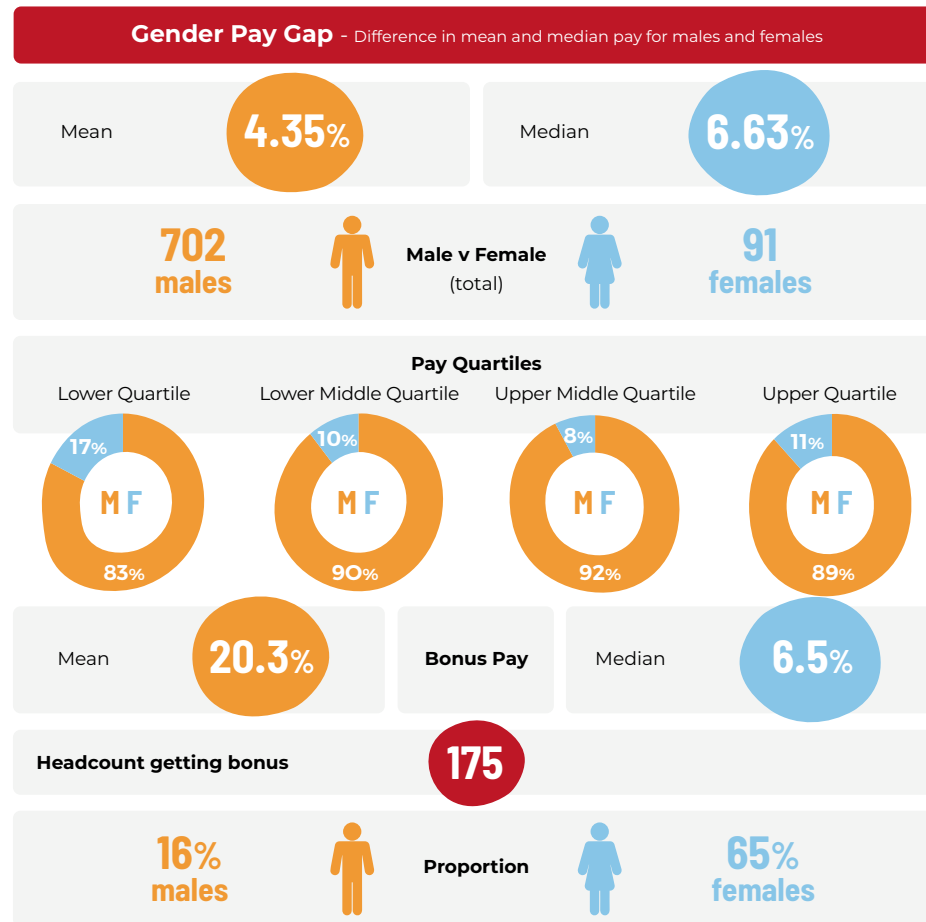 Gender Pay Gap - Difference in mean and median pay for males and females
Mean
4.35%
Median
6.63%
702
males
Male v Female
(total)
91
females
Pay Quartiles
Lower Quartile
Lower Middle Quartile
Upper Middle Quartile
Upper Quartile
17%
M F
83%
10%
M F
90%
8%
M F
92%
11%
M F
89%
Mean
20.3%
Bonus Pay
Median
6.5%
Headcount getting bonus
175
16%
males
Proportion
65%
females